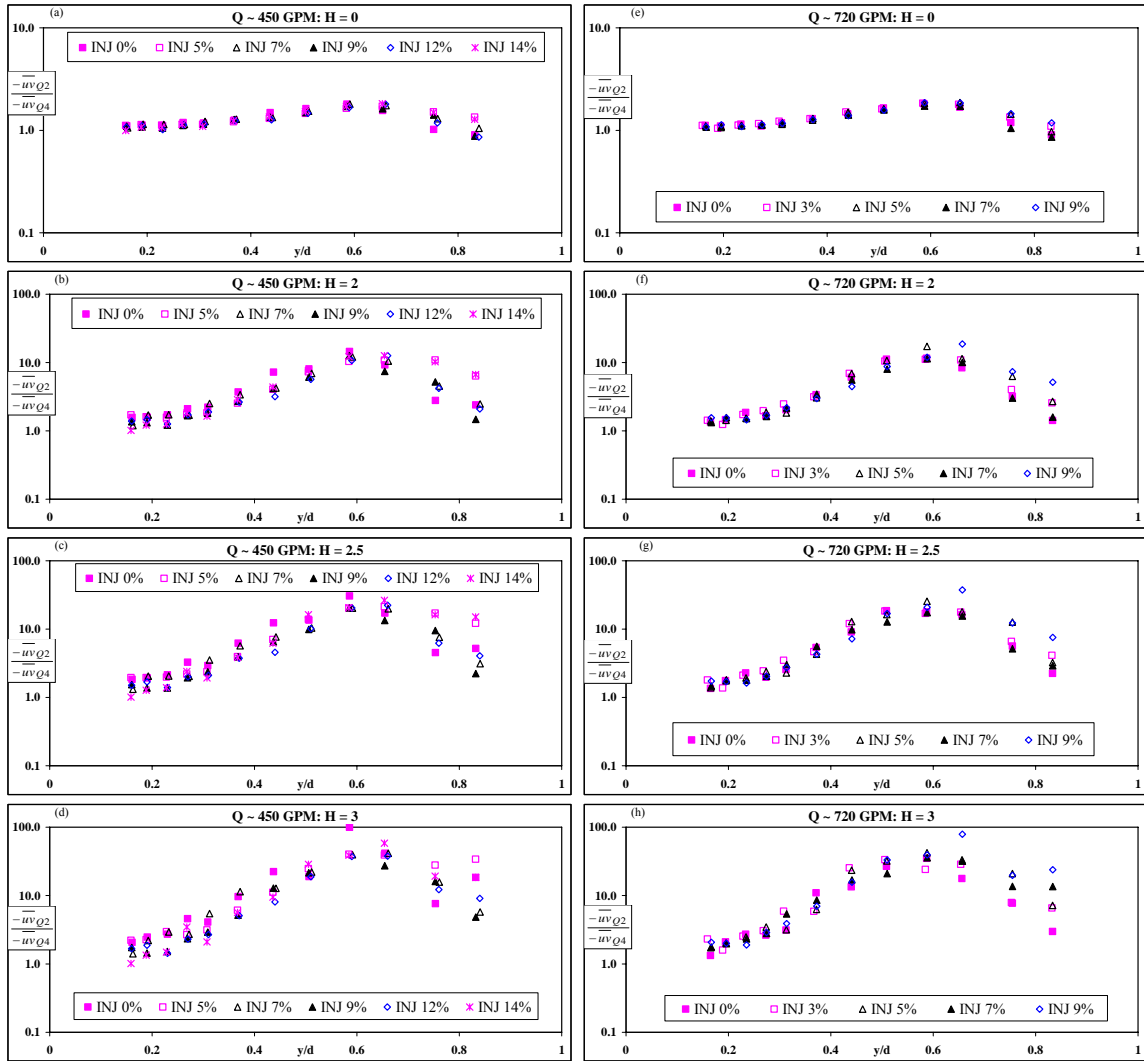 (a)
Q ~ 450 GPM: H = 0
10.0
INJ 0% INJ 5% INJ 7% INJ 9% INJ 12% INJ 14%
-uv Q2
-uv Q4
1.0
0.1
0 0.2 0.4 y/d 0.6 0.8 1
(b)
Q ~ 450 GPM: H = 2
100.0
INJ 0% INJ 5% INJ 7% INJ 9% INJ 12% INJ 14%
10.0
-uv Q2
-uv Q4
1.0
0.1
0 0.2 0.4 y/d 0.6 0.8 1
(c)
Q ~ 450 GPM: H = 2.5
100.0
INJ 0% INJ 5% INJ 7% INJ 9% INJ 12% INJ 14%
10.0
-uv Q2
-uv Q4
1.0
0.1
0 0.2 0.4 y/d 0.6 0.8 1
(d)
Q ~ 450 GPM: H = 3
100.0
10.0
-uv Q2
-uv Q4
1.0
INJ 0% INJ 5% INJ 7% INJ 9% INJ 12% INJ 14%
0.1
0 0.2 0.4 y/d 0.6 0.8 1
(e)
Q ~ 720 GPM: H = 0
10.0
-uv Q2
-uv Q4
1.0
INJ 0% INJ 3% INJ 5% INJ 7% INJ 9%
0.1
0 0.2 0.4 y/d 0.6 0.8 1
(f)
Q ~ 720 GPM: H = 2
100.0
10.0
-uv Q2
-uv Q4
1.0
INJ 0% INJ 3% INJ 5% INJ 7% INJ 9%
0.1
0 0.2 0.4 y/d 0.6 0.8 1
(g)
Q ~ 720 GPM: H = 2.5
100.0
10.0
-uv Q2
-uv Q4
1.0
INJ 0% INJ 3% INJ 5% INJ 7% INJ 9%
0.1
0 0.2 0.4 y/d 0.6 0.8 1
(h)
Q ~ 720 GPM: H = 3
100.0
10.0
-uv Q2
-uv Q4
1.0
INJ 0% INJ 3% INJ 5% INJ 7% INJ 9%
0.1
0 0.2 0.4 y/d 0.6 0.8 1